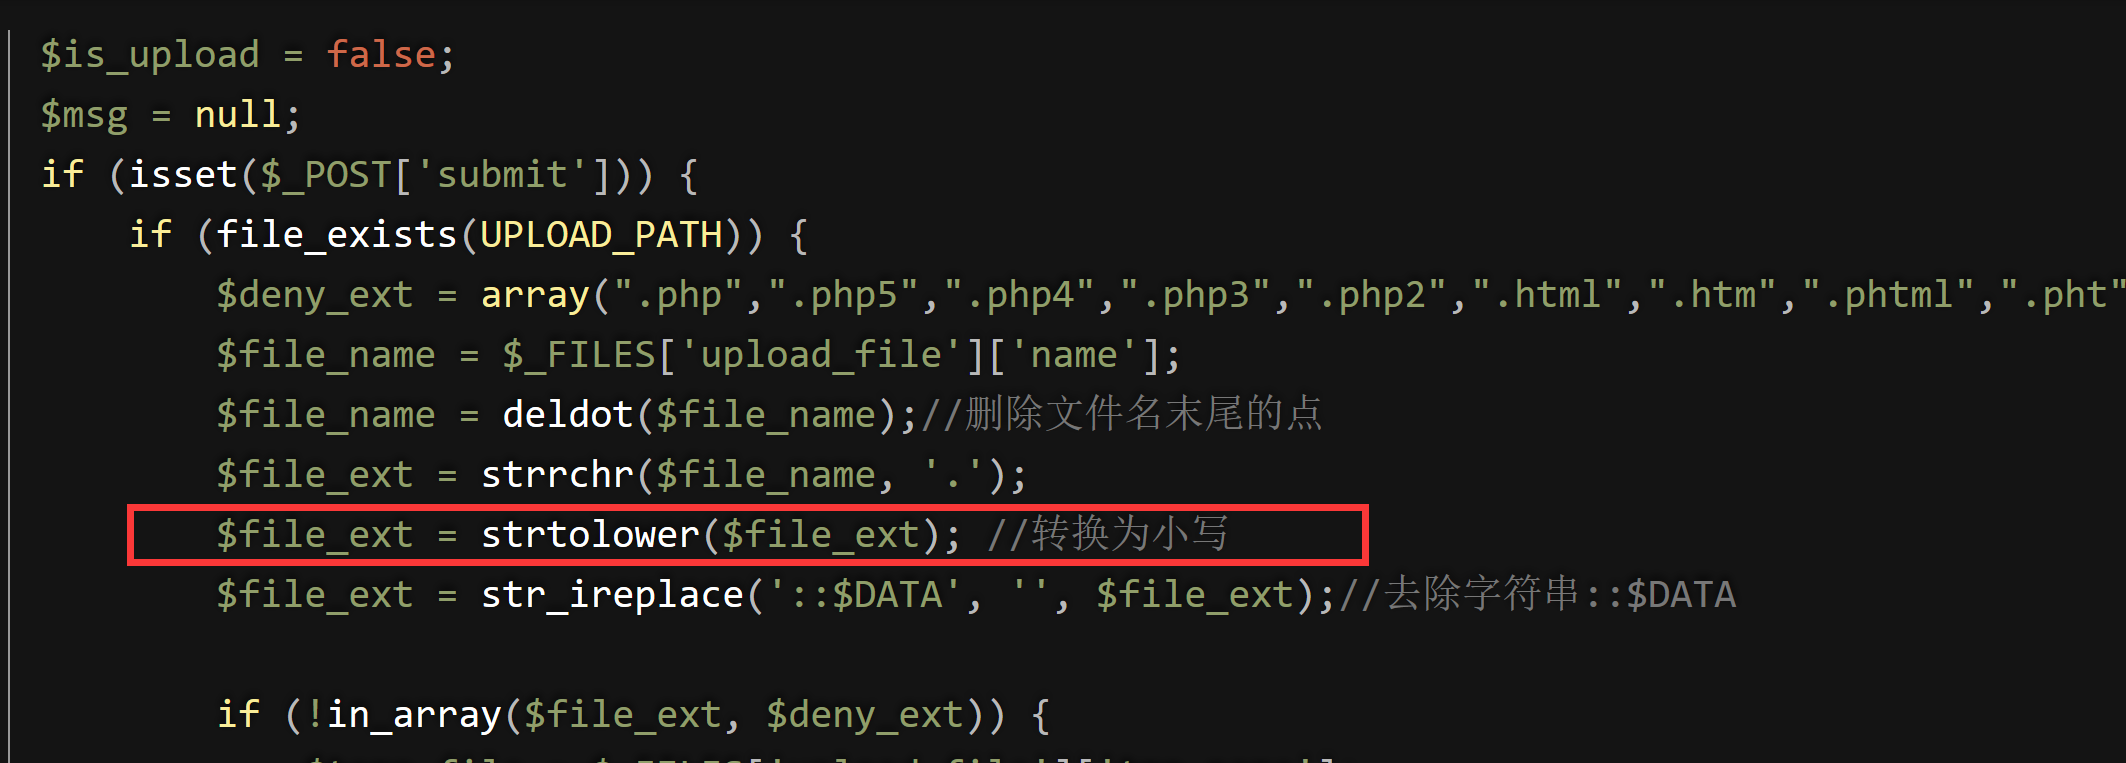 $is_upload = false;
$msg = null;
if (isset($_POST['submit'])) {
    if (file_exists(UPLOAD_PATH)) {
        $deny_ext = array(".php",".php5",".php4",".php3",".php2",".html",".htm",".phtml",".pht"
        $file_name = $_FILES['upload_file']['name'];
        $file_name = deldot($file_name);//删除文件名末尾的点
        $file_ext = strrchr($file_name, '.');
        $file_ext = strtolower($file_ext); //转换为小写
        $file_ext = str_ireplace('::$DATA', '', $file_ext);//去除字符串::$DATA
        if (!in_array($file_ext, $deny_ext)) {